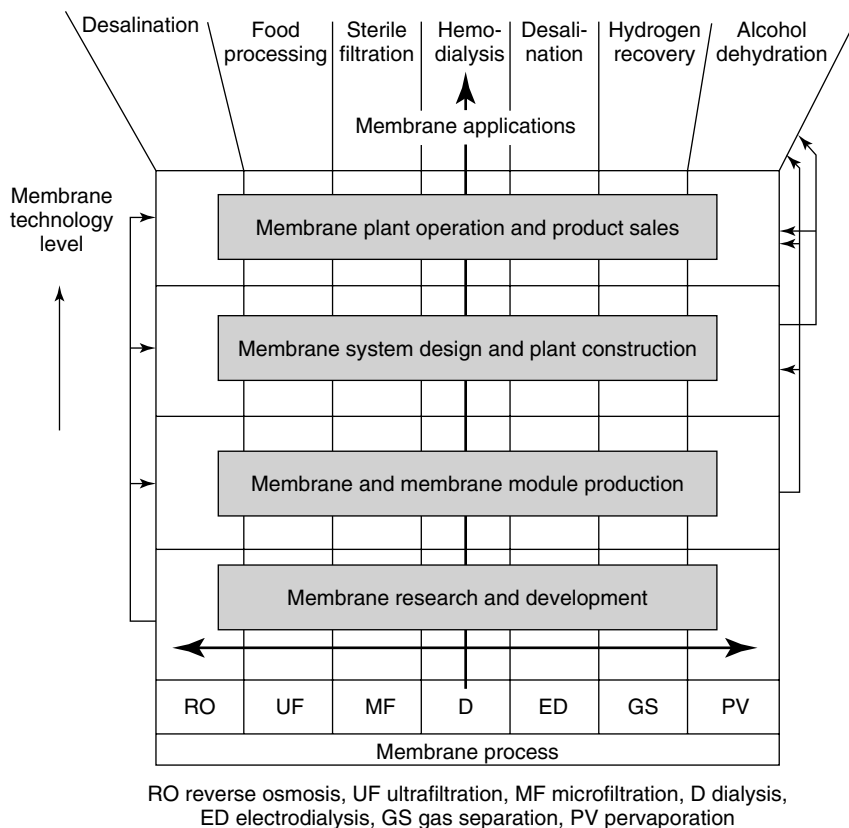 Desalination
Food
processing
Sterile
filtration
Hemo-
dialysis
Desali-
nation
Hydrogen
recovery
Alcohol
dehydration
Membrane applications
Membrane
technology
level
Membrane plant operation and product sales
Membrane system design and plant construction
Membrane and membrane module production
Membrane research and development
RO UF MF D ED GS PV
Membrane process
RO reverse osmosis, UF ultrafiltration, MF microfiltration, D dialysis,
ED electrodialysis, GS gas separation, PV pervaporation